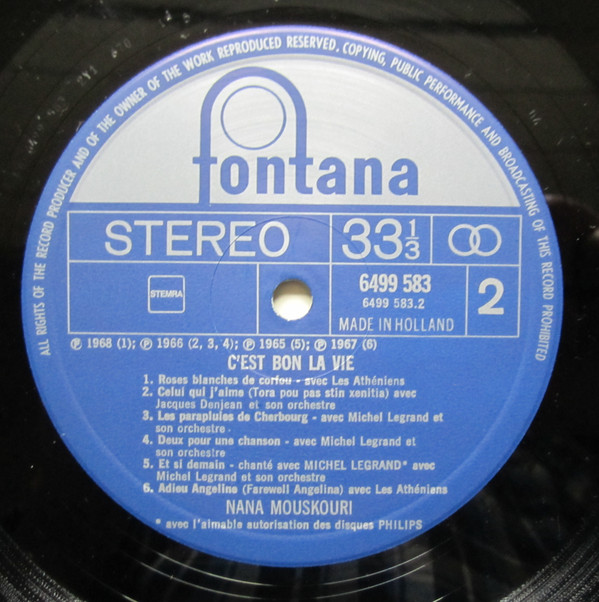 ALL RIGHTS OF THE RECORD PRODUCER AND OF THE OWNER OF THE WORK REPRODUCED RESERVED. COPYING, PUBLIC PERFORMANCE AND BROADCASTING OF THIS RECORD PROHIBITED
fontana
STEREO 33 1/3
STEMRA
6499 583
6499 583.2
MADE IN HOLLAND
2
Ⓟ 1968 (1); Ⓟ 1966 (2, 3, 4); Ⓟ 1965 (5); Ⓟ 1967 (6)
C'EST BON LA VIE
1. Roses blanches de corfou - avec Les Athéniens
2. Celui qui j'aime (Tora pou pas stin xenitia) avec
Jacques Denjean et son orchestre
3. Les parapluies de Cherbourg - avec Michel Legrand et
son orchestre -
4. Deux pour une chanson - avec Michel Legrand et
son orchestre
5. Et si demain - chanté avec MICHEL LEGRAND* avec
Michel Legrand et son orchestre
6. Adieu Angeline (Farewell Angelina) avec Les Athéniens
NANA MOUSKOURI
* avec l'aimable autorisation des disques PHILIPS